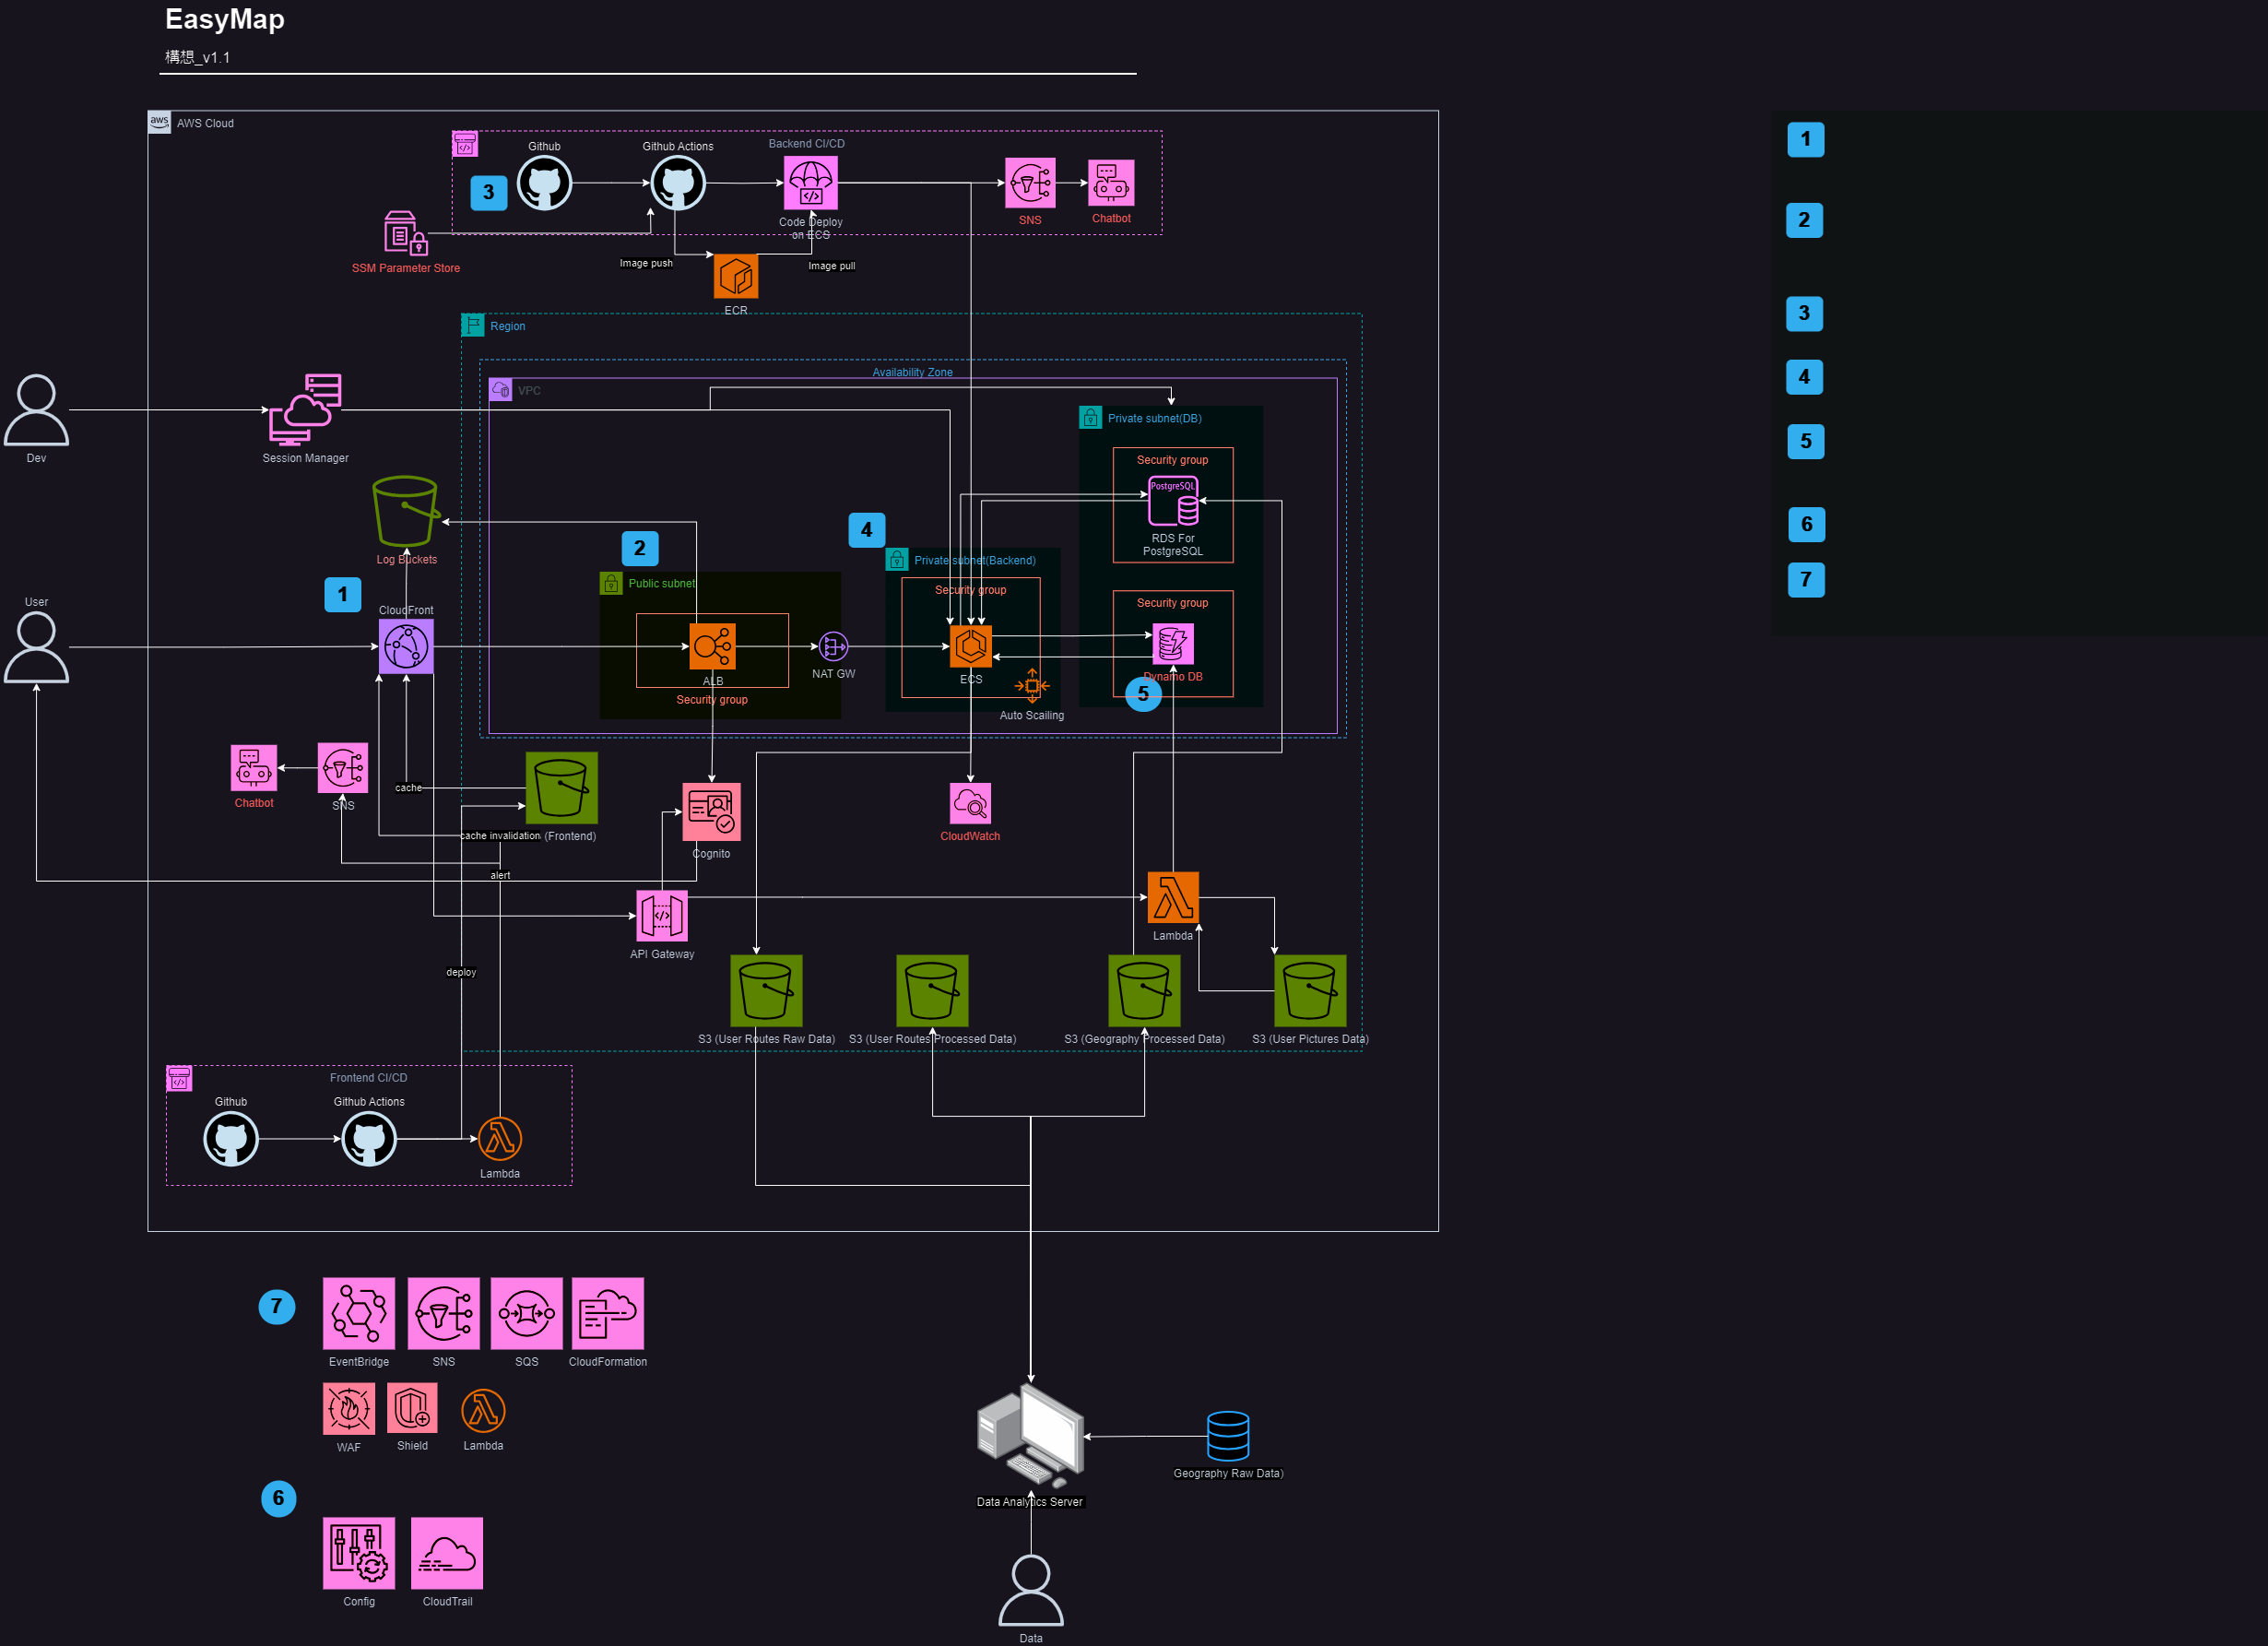 EasyMap
構想_v1.1
aws
AWS Cloud
Github
Github Actions
Backend CI/CD
3
Code Deploy
on ECS
SNS
Chatbot
SSM Parameter Store
Image push
Image pull
ECR
Region
Availability Zone
VPC
Dev
Session Manager
Private subnet(DB)
Security group
PostgreSQL
RDS For
PostgreSQL
Log Buckets
4
2
Private subnet(Backend)
Public subnet
Security group
Security group
1
User
CloudFront
ALB
Security group
NAT GW
ECS
Auto Scailing
Dynamo DB
5
Chatbot
SNS
cache
cache invalidation
(Frontend)
Cognito
CloudWatch
alert
API Gateway
Lambda
deploy
S3 (User Routes Raw Data)
S3 (User Routes Processed Data)
S3 (Geography Processed Data)
S3 (User Pictures Data)
Frontend CI/CD
Github
Github Actions
Lambda
7
EventBridge
SNS
SQS
CloudFormation
WAF
Shield
Lambda
6
Config
CloudTrail
Data Analytics Server
Geography Raw Data)
Data
1
2
3
4
5
6
7